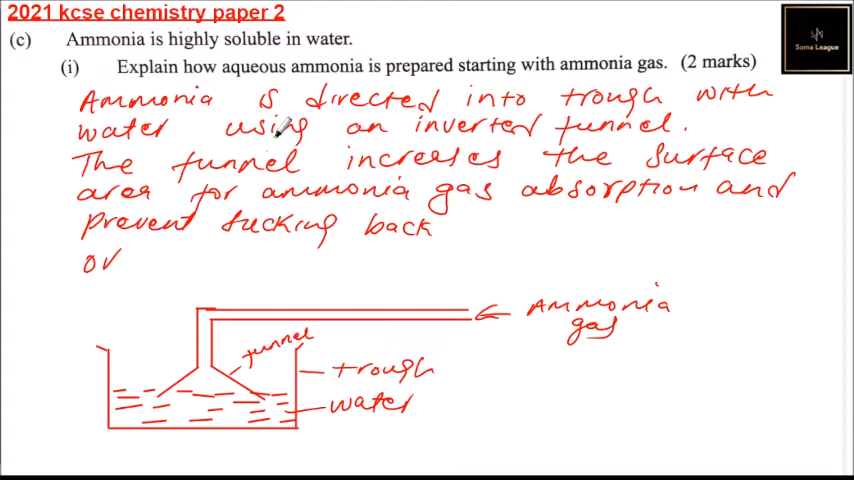 2021 kcse chemistry paper 2
(c) Ammonia is highly soluble in water.
(i) Explain how aqueous ammonia is prepared starting with ammonia gas. (2 marks)
Ammonia is directed into trough with
water using an inverted funnel.
The funnel increases the surface
area for ammonia gas absorption and
prevent sucking back
or
Ammonia
gas
funnel
trough
water
Soma League